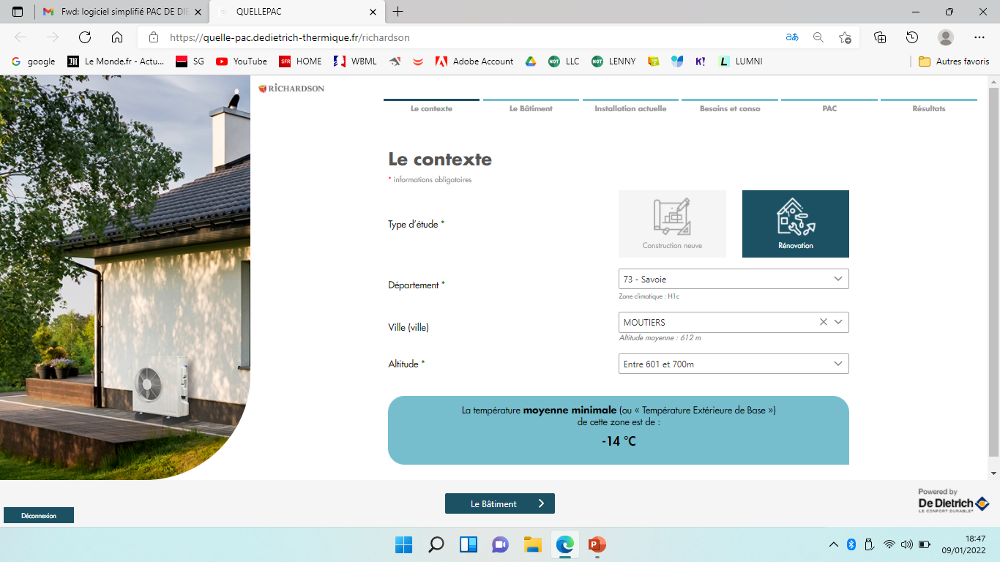 Fwd: logiciel simplifié PAC DE DIE
QUELLEPAC
https://quelle-pac.dedietrich-thermique.fr/richardson
google
Le Monde.fr - Actu...
SG
YouTube
SFR
HOME
WBML
Adobe Account
LLC
LENNY
K!
LUMNI
Autres favoris
RICHARDSON
Le contexte
Le Bâtiment
Installation actuelle
Besoins et conso
PAC
Résultats
Le contexte
* informations obligatoires
Type d'étude *
Construction neuve
Rénovation
Département *
73 - Savoie
Zone climatique : H1c
Ville (ville)
MOUTIERS
Altitude moyenne : 612 m
Altitude *
Entre 601 et 700m
La température moyenne minimale (ou « Température Extérieure de Base »)
de cette zone est de :
-14 °C
Déconnexion
Le Bâtiment
Powered by
De Dietrich
LE CONFORT DURABLE®
18:47
09/01/2022